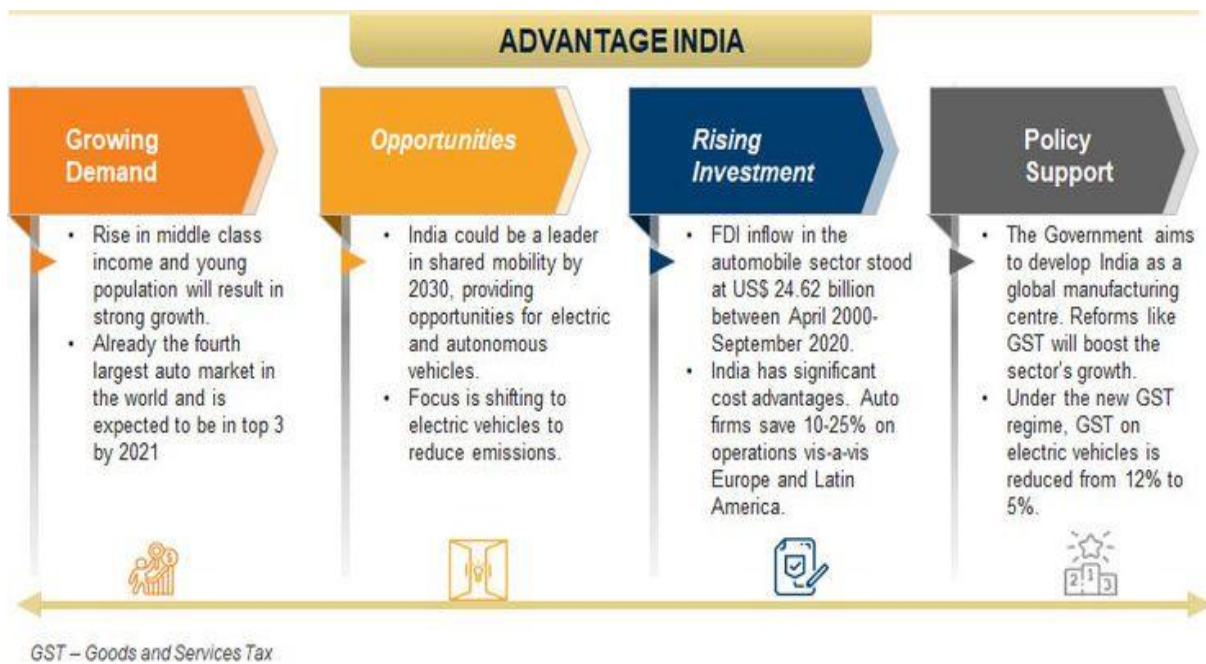 ADVANTAGE INDIA
Growing
Demand
• Rise in middle class
income and young
population will result in
strong growth.
• Already the fourth
largest auto market in
the world and is
expected to be in top 3
by 2021
Opportunities
• India could be a leader
in shared mobility by
2030, providing
opportunities for electric
and autonomous
vehicles.
• Focus is shifting to
electric vehicles to
reduce emissions.
Rising
Investment
• FDI inflow in the
automobile sector stood
at US$ 24.62 billion
between April 2000-
September 2020.
• India has significant
cost advantages. Auto
firms save 10-25% on
operations vis-a-vis
Europe and Latin
America.
Policy
Support
• The Government aims
to develop India as a
global manufacturing
centre. Reforms like
GST will boost the
sector's growth.
• Under the new GST
regime, GST on
electric vehicles is
reduced from 12% to
5%.
$
2 1 3
GST – Goods and Services Tax